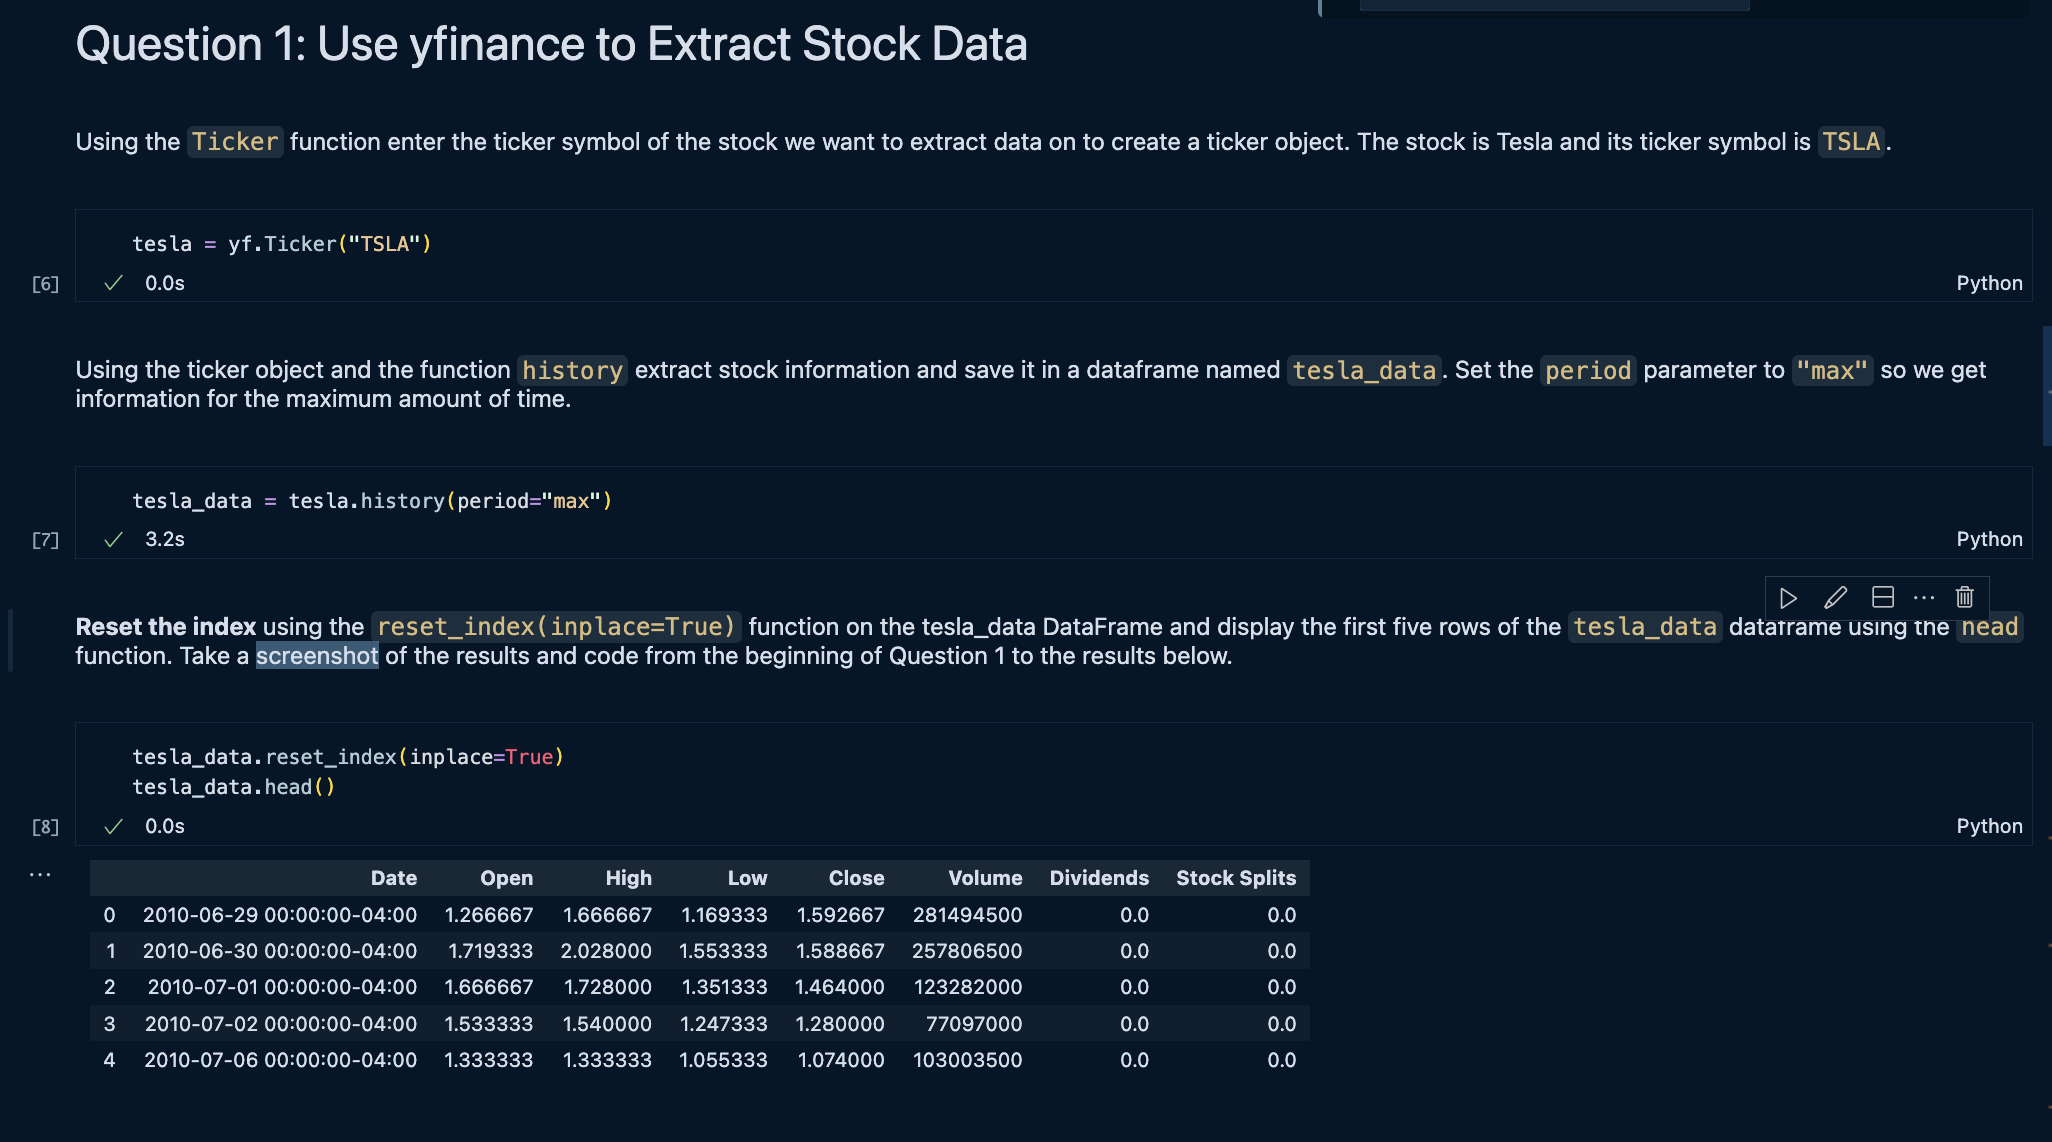 Question 1: Use yfinance to Extract Stock Data
Using the Ticker function enter the ticker symbol of the stock we want to extract data on to create a ticker object. The stock is Tesla and its ticker symbol is TSLA.
tesla = yf.Ticker("TSLA")
[6] 0.0s Python
Using the ticker object and the function history extract stock information and save it in a dataframe named tesla_data. Set the period parameter to "max" so we get
information for the maximum amount of time.
tesla_data = tesla.history(period="max")
[7] 3.2s Python
Reset the index using the reset_index(inplace=True) function on the tesla_data DataFrame and display the first five rows of the tesla_data dataframe using the head
function. Take a screenshot of the results and code from the beginning of Question 1 to the results below.
tesla_data.reset_index(inplace=True)
tesla_data.head()
[8] 0.0s Python
Date Open High Low Close Volume Dividends Stock Splits
0 2010-06-29 00:00:00-04:00 1.266667 1.666667 1.169333 1.592667 281494500 0.0 0.0
1 2010-06-30 00:00:00-04:00 1.719333 2.028000 1.553333 1.588667 257806500 0.0 0.0
2 2010-07-01 00:00:00-04:00 1.666667 1.728000 1.351333 1.464000 123282000 0.0 0.0
3 2010-07-02 00:00:00-04:00 1.533333 1.540000 1.247333 1.280000 77097000 0.0 0.0
4 2010-07-06 00:00:00-04:00 1.333333 1.333333 1.055333 1.074000 103003500 0.0 0.0